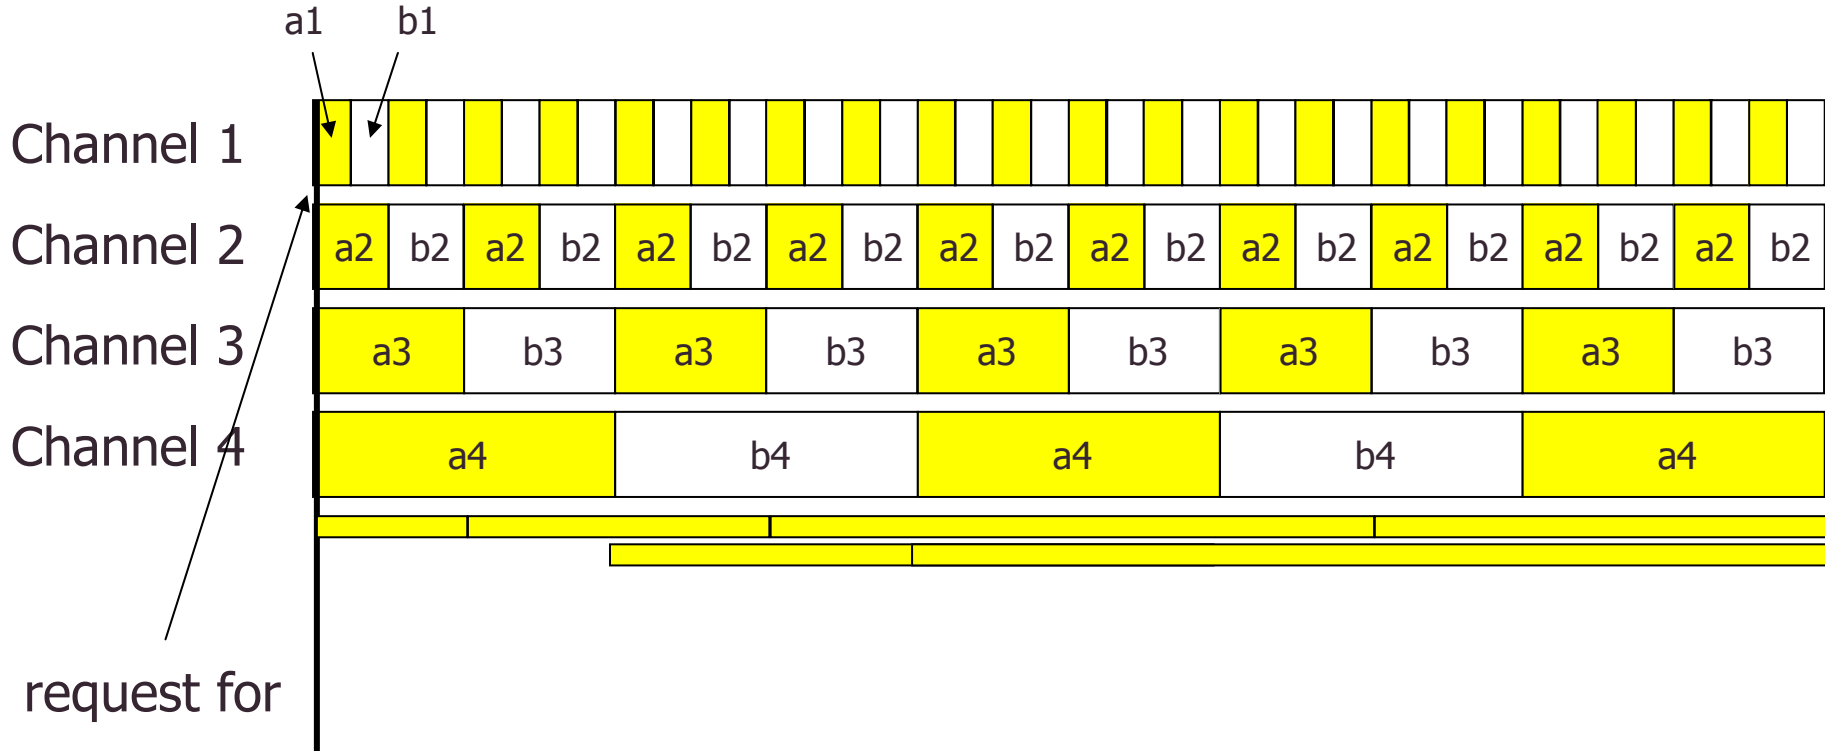 a1 b1
Channel 1
Channel 2 a2 b2 a2 b2 a2 b2 a2 b2 a2 b2 a2 b2 a2 b2 a2 b2 a2 b2 a2 b2
Channel 3 a3 b3 a3 b3 a3 b3 a3 b3 a3 b3
Channel 4 a4 b4 a4 b4 a4
request for